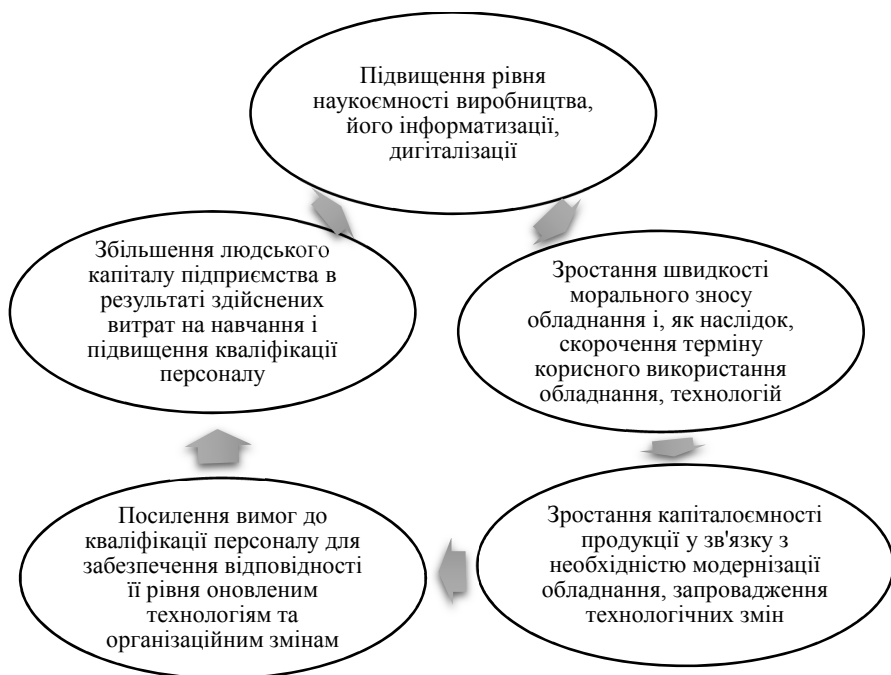 Підвищення рівня
наукоємності виробництва,
його інформатизації,
дигіталізації
Зростання швидкості
морального зносу
обладнання і, як наслідок,
скорочення терміну
корисного використання
обладнання, технологій
Зростання капіталоємності
продукції у зв'язку з
необхідністю модернізації
обладнання, запровадження
технологічних змін
Посилення вимог до
кваліфікації персоналу для
забезпечення відповідності
її рівня оновленим
технологіям та
організаційним змінам
Збільшення людського
капіталу підприємства в
результаті здійснених
витрат на навчання і
підвищення кваліфікації
персоналу